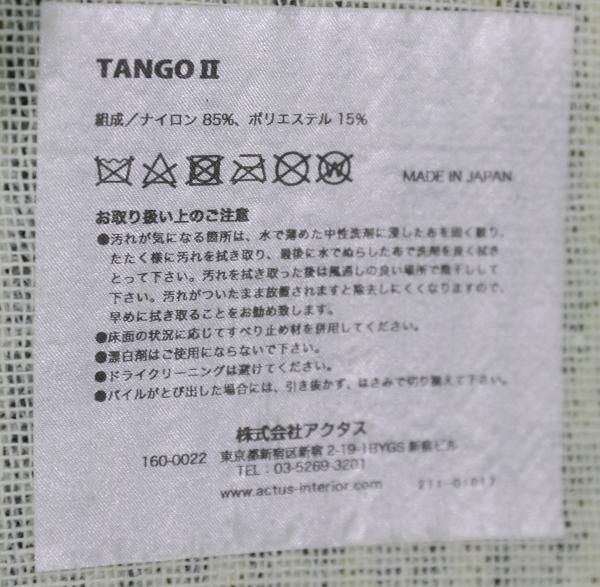 TANGO II
組成/ナイロン 85%、ポリエステル 15%
MADE IN JAPAN
お取り扱い上のご注意
●汚れが気になる箇所は、水で薄めた中性洗剤に浸した布を固く絞り、
たたく様に汚れを拭き取り、最後に水でぬらした布で洗剤を良く拭き
とって下さい。汚れを拭き取った後は風通しの良い場所で陰干しして
下さい。汚れがついたまま放置されますと除去しにくくなりますので、
早めに拭き取ることをお勧め致します。
●床面の状況に応じてすべり止め材を併用してください。
●漂白剤はご使用にならないで下さい。
●ドライクリーニングは避けてください。
●パイルがとび出した場合には、引き抜かず、はさみで切り揃えて下さい。
株式会社アクタス
160-0022 東京都新宿区新宿 2-19-1BYGS 新宿ビル
TEL:03-5269-3201
www.actus-interior.com